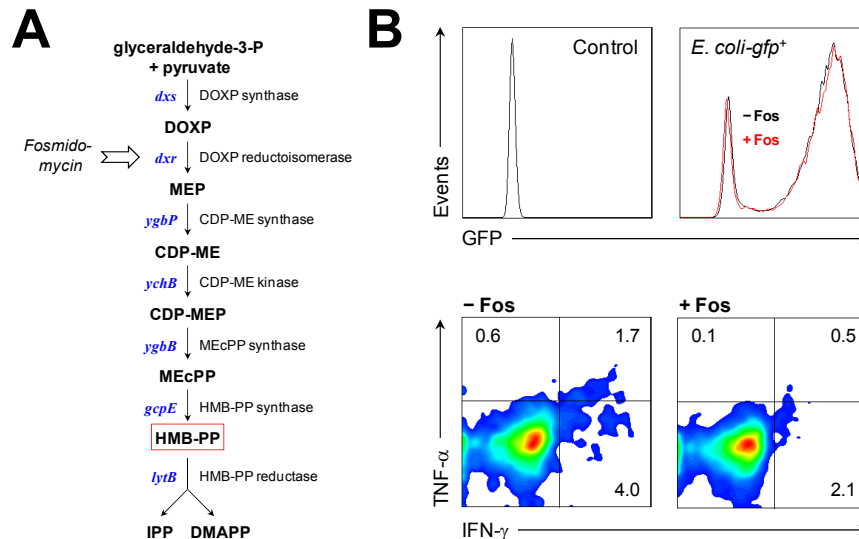 A
glyceraldehyde-3-P
+ pyruvate
dxs DOXP synthase
DOXP
Fosmido-
mycin
dxr DOXP reductoisomerase
MEP
ygbP CDP-ME synthase
CDP-ME
ychB CDP-ME kinase
CDP-MEP
ygbB MEcPP synthase
MEcPP
gcpE HMB-PP synthase
HMB-PP
lytB HMB-PP reductase
IPP DMAPP
B
Events
Control
E. coli-gfp⁺
– Fos
+ Fos
GFP
– Fos
+ Fos
TNF-α
0.6 1.7
4.0
0.1 0.5
2.1
IFN-γ